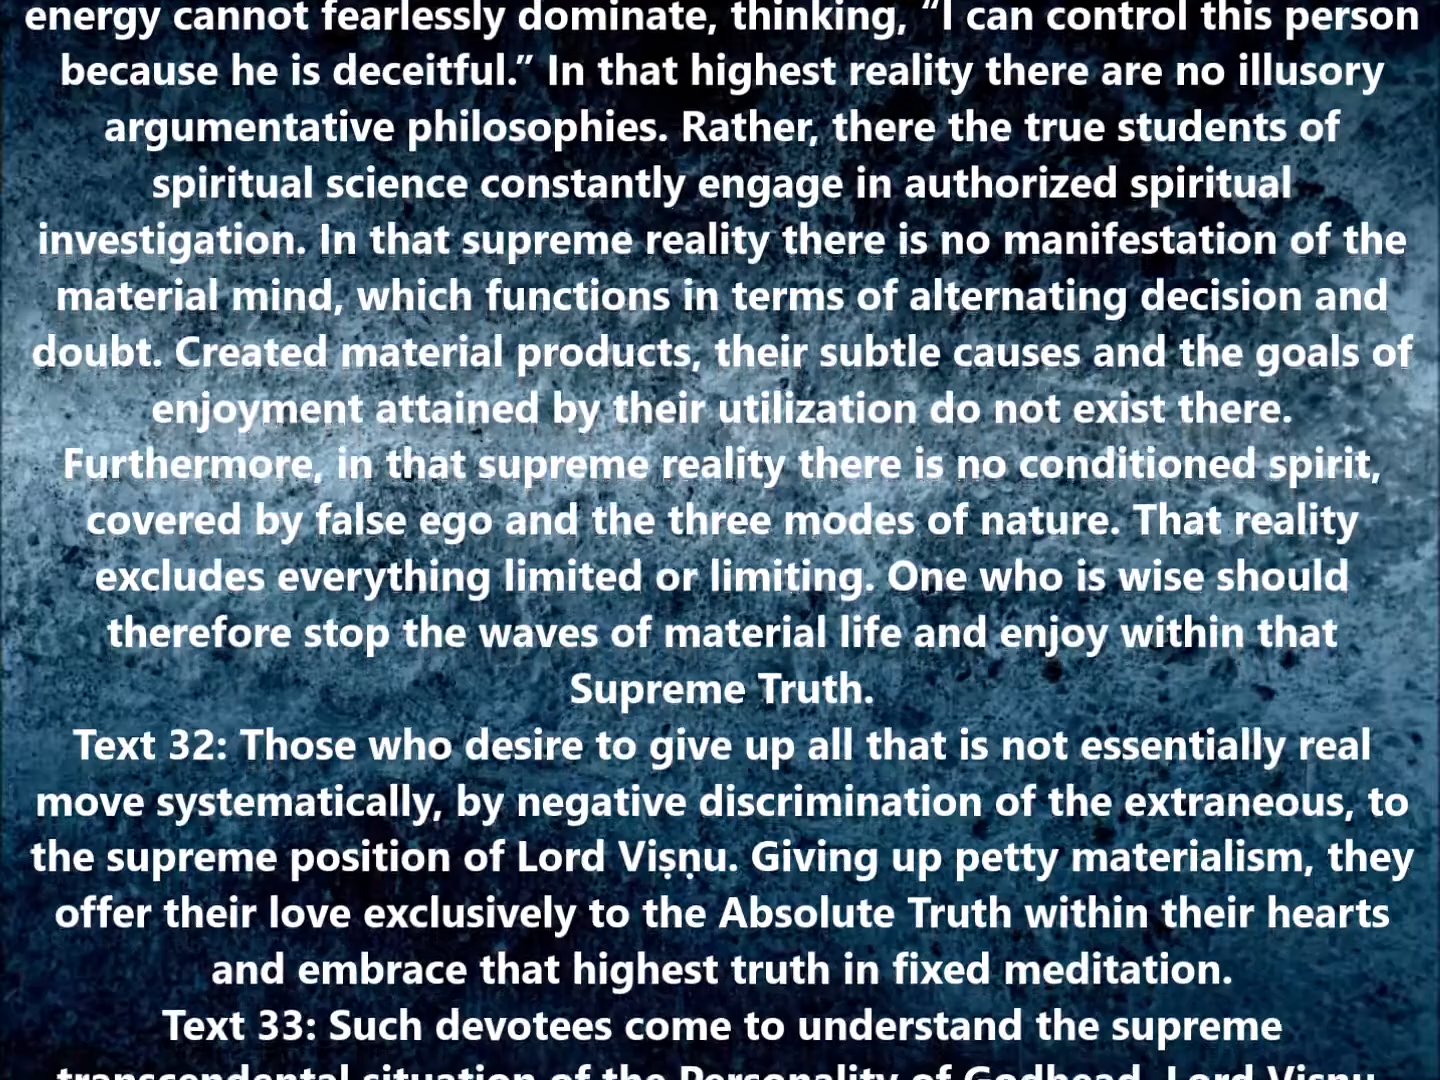 energy cannot fearlessly dominate, thinking, “I can control this person
because he is deceitful.” In that highest reality there are no illusory
argumentative philosophies. Rather, there the true students of
spiritual science constantly engage in authorized spiritual
investigation. In that supreme reality there is no manifestation of the
material mind, which functions in terms of alternating decision and
doubt. Created material products, their subtle causes and the goals of
enjoyment attained by their utilization do not exist there.
Furthermore, in that supreme reality there is no conditioned spirit,
covered by false ego and the three modes of nature. That reality
excludes everything limited or limiting. One who is wise should
therefore stop the waves of material life and enjoy within that
Supreme Truth.
Text 32: Those who desire to give up all that is not essentially real
move systematically, by negative discrimination of the extraneous, to
the supreme position of Lord Viṣṇu. Giving up petty materialism, they
offer their love exclusively to the Absolute Truth within their hearts
and embrace that highest truth in fixed meditation.
Text 33: Such devotees come to understand the supreme
transcendental situation of the Personality of Godhead, Lord Viṣṇu,